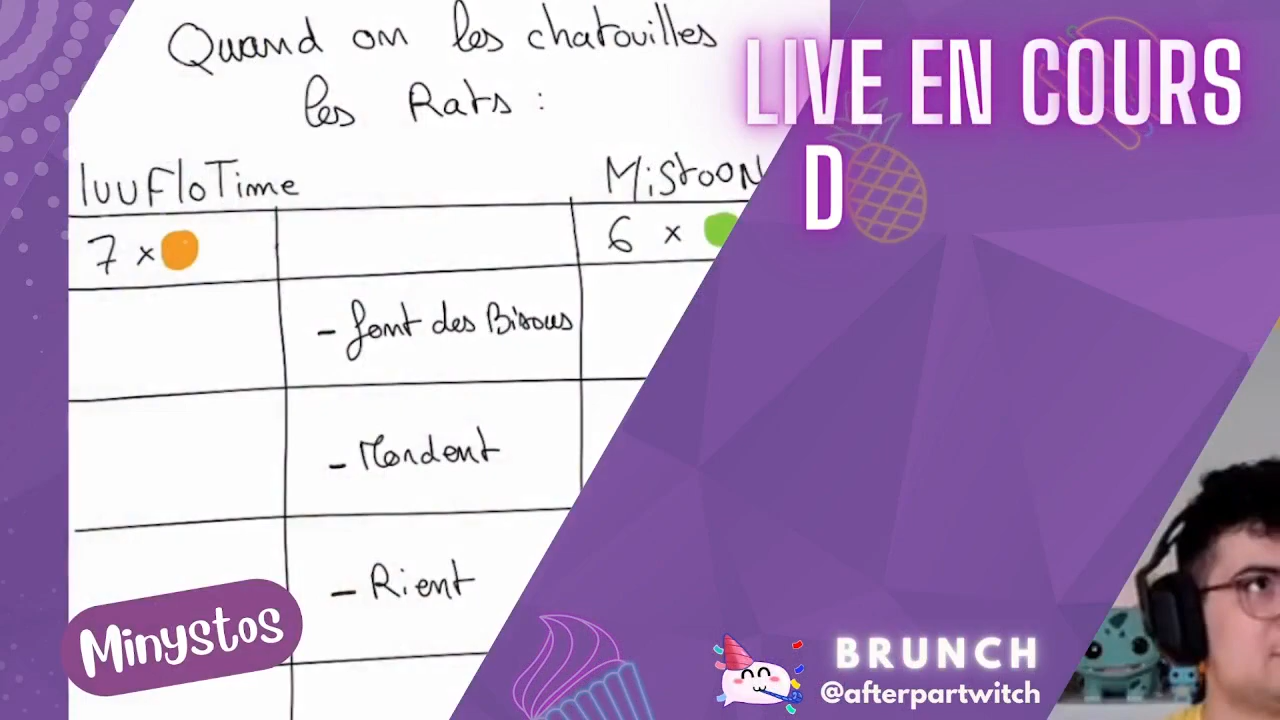 Quand on les chatouilles
les Rats :
luuFloTime
MistooN
7 x
6 x
- font des Bisous
- Mordent
- Rient
Minystos
LIVE EN COURS
D
BRUNCH
@afterpartwitch